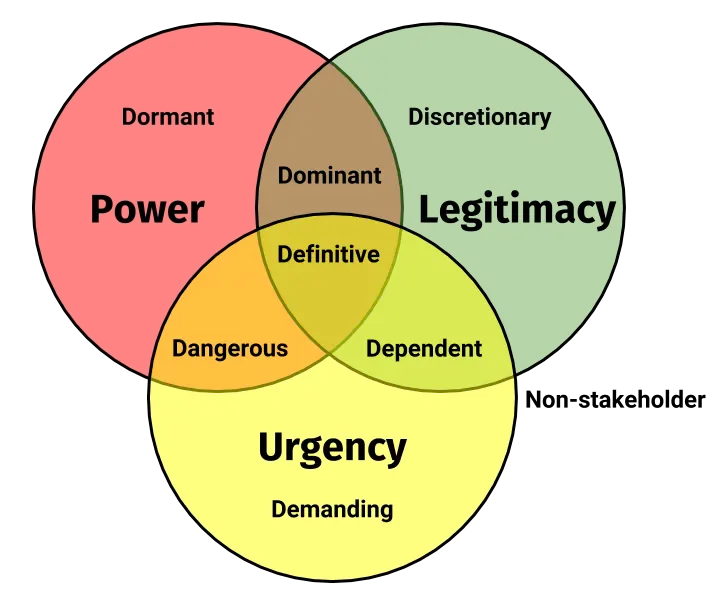 Dormant
Discretionary
Dominant
Power
Legitimacy
Definitive
Dangerous
Dependent
Non-stakeholder
Urgency
Demanding